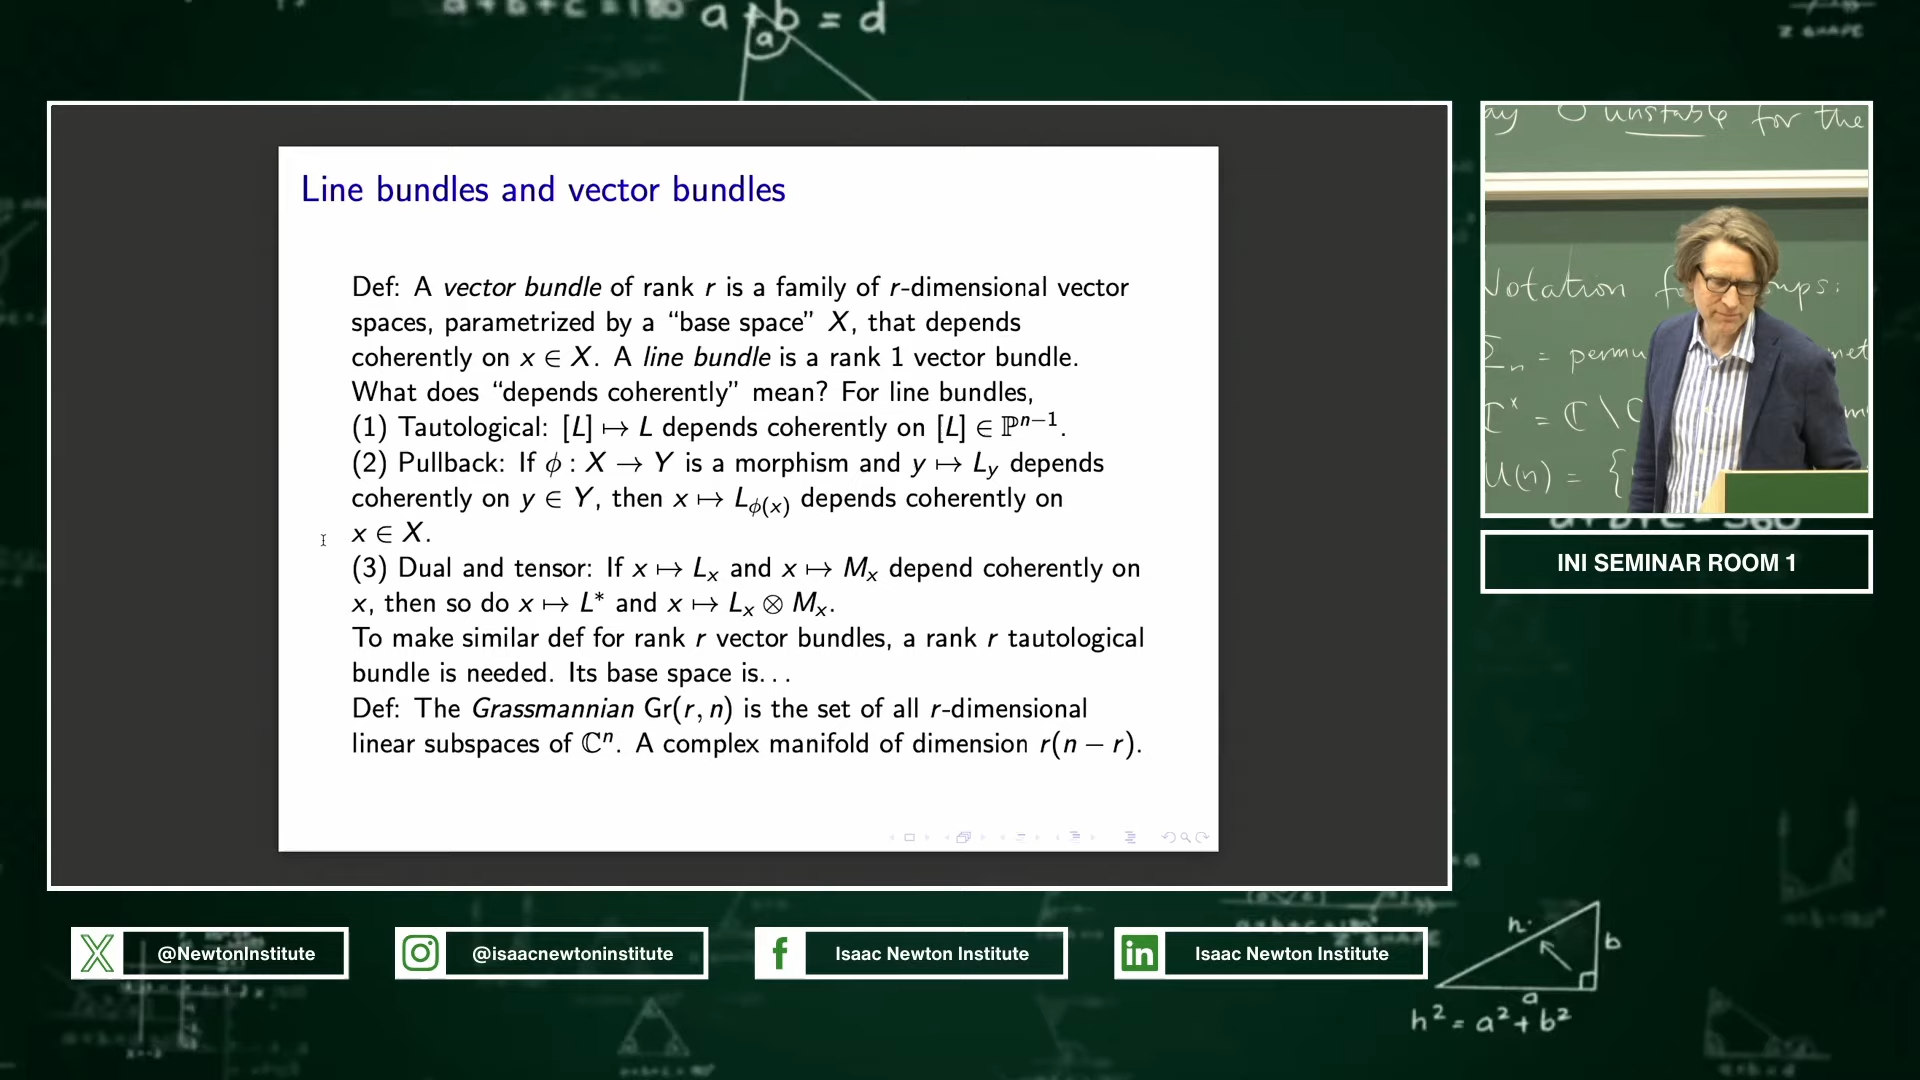 a + b = d
a
Line bundles and vector bundles
Def: A vector bundle of rank r is a family of r-dimensional vector
spaces, parametrized by a “base space” X, that depends
coherently on x ∈ X. A line bundle is a rank 1 vector bundle.
What does “depends coherently” mean? For line bundles,
(1) Tautological: [L] ↦ L depends coherently on [L] ∈ ℙⁿ⁻¹.
(2) Pullback: If ϕ : X → Y is a morphism and y ↦ L_y depends
coherently on y ∈ Y, then x ↦ L_ϕ(x) depends coherently on
x ∈ X.
(3) Dual and tensor: If x ↦ L_x and x ↦ M_x depend coherently on
x, then so do x ↦ L* and x ↦ L_x ⊗ M_x.
To make similar def for rank r vector bundles, a rank r tautological
bundle is needed. Its base space is...
Def: The Grassmannian Gr(r, n) is the set of all r-dimensional
linear subspaces of ℂⁿ. A complex manifold of dimension r(n − r).
unstable for the
Notation
Σₙ =
ℂˣ = ℂ \
U(n) = {
INI SEMINAR ROOM 1
@NewtonInstitute
@isaacnewtoninstitute
Isaac Newton Institute
in
Isaac Newton Institute
h
b
a
h² = a² + b²